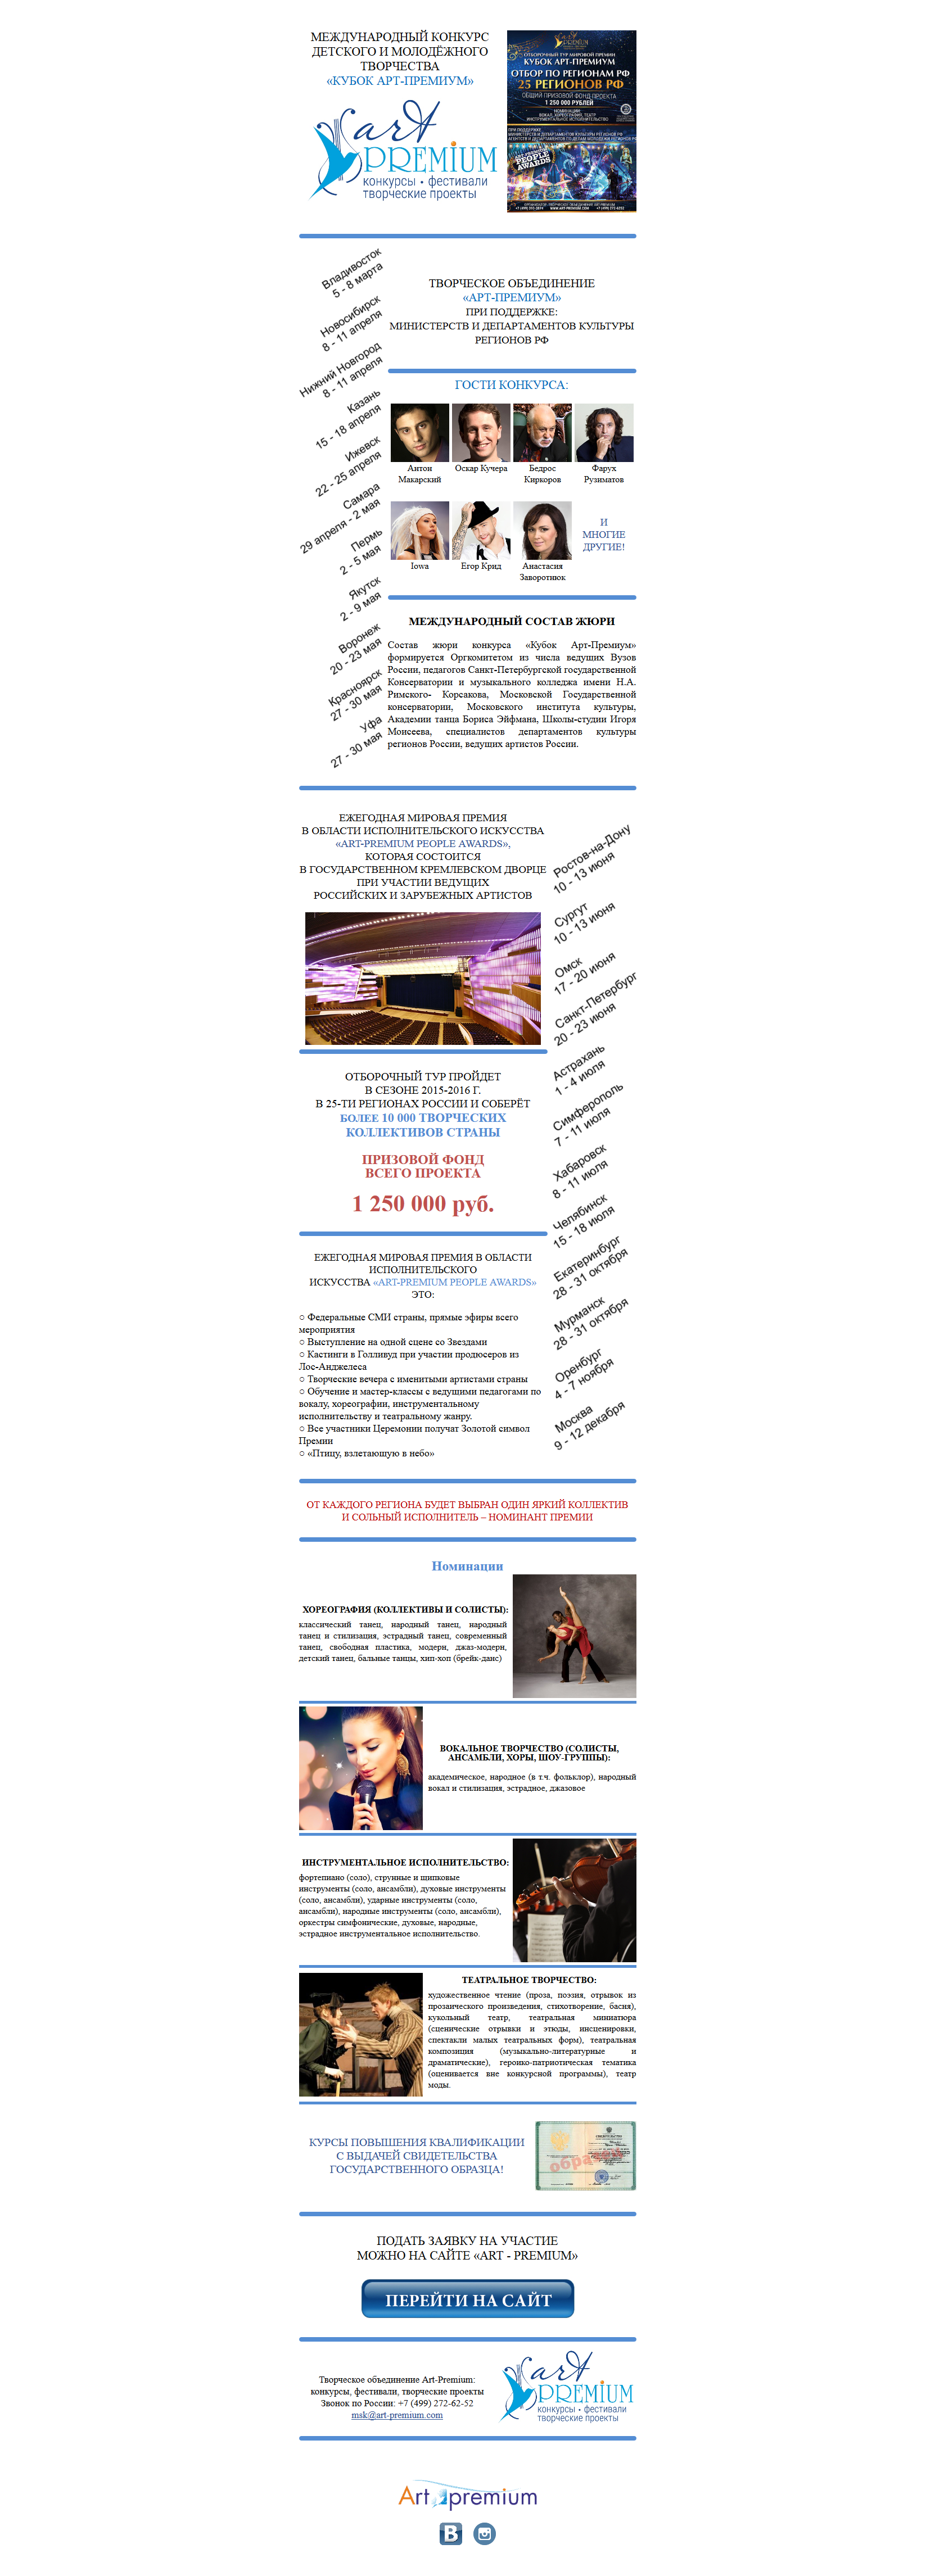 МЕЖДУНАРОДНЫЙ КОНКУРС
ДЕТСКОГО И МОЛОДЁЖНОГО
ТВОРЧЕСТВА
«КУБОК АРТ-ПРЕМИУМ»
art
PREMIUM
конкурсы • фестивали
творческие проекты
ОТБОРОЧНЫЙ ТУР МИРОВОЙ ПРЕМИИ
КУБОК АРТ-ПРЕМИУМ
ОТБОР ПО РЕГИОНАМ РФ
25 РЕГИОНОВ РФ
ОБЩИЙ ПРИЗОВОЙ ФОНД ПРОЕКТА
1 250 000 РУБЛЕЙ
НОМИНАЦИИ:
ВОКАЛ, ХОРЕОГРАФИЯ, ТЕАТР
ИНСТРУМЕНТАЛЬНОЕ ИСПОЛНИТЕЛЬСТВО
ПРИ ПОДДЕРЖКЕ:
PEOPLE
AWARDS
Владивосток
5 - 8 марта
Новосибирск
8 - 11 апреля
Нижний Новгород
8 - 11 апреля
Казань
15 - 18 апреля
Ижевск
22 - 25 апреля
Самара
29 апреля - 2 мая
Пермь
2 - 5 мая
Якутск
2 - 9 мая
Воронеж
20 - 23 мая
Красноярск
27 - 30 мая
Уфа
27 - 30 мая
ТВОРЧЕСКОЕ ОБЪЕДИНЕНИЕ
«АРТ-ПРЕМИУМ»
ПРИ ПОДДЕРЖКЕ:
МИНИСТЕРСТВ И ДЕПАРТАМЕНТОВ КУЛЬТУРЫ
РЕГИОНОВ РФ
ГОСТИ КОНКУРСА:
Антон
Макарский
Оскар Кучера
Бедрос
Киркоров
Фарух
Рузиматов
Iowa
Егор Крид
Анастасия
Заворотнюк
И
МНОГИЕ
ДРУГИЕ!
МЕЖДУНАРОДНЫЙ СОСТАВ ЖЮРИ
Состав жюри конкурса «Кубок Арт-Премиум»
формируется Оргкомитетом из числа ведущих Вузов
России, педагогов Санкт-Петербургской государственной
Консерватории и музыкального колледжа имени Н.А.
Римского- Корсакова, Московской Государственной
консерватории, Московского института культуры,
Академии танца Бориса Эйфмана, Школы-студии Игоря
Моисеева, специалистов департаментов культуры
регионов России, ведущих артистов России.
ЕЖЕГОДНАЯ МИРОВАЯ ПРЕМИЯ
В ОБЛАСТИ ИСПОЛНИТЕЛЬСКОГО ИСКУССТВА
«ART-PREMIUM PEOPLE AWARDS»,
КОТОРАЯ СОСТОИТСЯ
В ГОСУДАРСТВЕННОМ КРЕМЛЕВСКОМ ДВОРЦЕ
ПРИ УЧАСТИИ ВЕДУЩИХ
РОССИЙСКИХ И ЗАРУБЕЖНЫХ АРТИСТОВ
ОТБОРОЧНЫЙ ТУР ПРОЙДЕТ
В СЕЗОНЕ 2015-2016 Г.
В 25-ТИ РЕГИОНАХ РОССИИ И СОБЕРЁТ
БОЛЕЕ 10 000 ТВОРЧЕСКИХ
КОЛЛЕКТИВОВ СТРАНЫ
ПРИЗОВОЙ ФОНД
ВСЕГО ПРОЕКТА
1 250 000 руб.
ЕЖЕГОДНАЯ МИРОВАЯ ПРЕМИЯ В ОБЛАСТИ
ИСПОЛНИТЕЛЬСКОГО
ИСКУССТВА «ART-PREMIUM PEOPLE AWARDS»
ЭТО:
○ Федеральные СМИ страны, прямые эфиры всего
мероприятия
○ Выступление на одной сцене со Звездами
○ Кастинги в Голливуд при участии продюсеров из
Лос-Анджелеса
○ Творческие вечера с именитыми артистами страны
○ Обучение и мастер-классы с ведущими педагогами по
вокалу, хореографии, инструментальному
исполнительству и театральному жанру.
○ Все участники Церемонии получат Золотой символ
Премии
○ «Птицу, взлетающую в небо»
Ростов-на-Дону
10 - 13 июня
Сургут
10 - 13 июня
Омск
17 - 20 июня
Санкт-Петербург
20 - 23 июня
Астрахань
1 - 4 июля
Симферополь
7 - 11 июля
Хабаровск
8 - 11 июля
Челябинск
15 - 18 июля
Екатеринбург
28 - 31 октября
Мурманск
28 - 31 октября
Оренбург
4 - 7 ноября
Москва
9 - 12 декабря
ОТ КАЖДОГО РЕГИОНА БУДЕТ ВЫБРАН ОДИН ЯРКИЙ КОЛЛЕКТИВ
И СОЛЬНЫЙ ИСПОЛНИТЕЛЬ – НОМИНАНТ ПРЕМИИ
Номинации
ХОРЕОГРАФИЯ (КОЛЛЕКТИВЫ И СОЛИСТЫ):
классический танец, народный танец, народный
танец и стилизация, эстрадный танец, современный
танец, свободная пластика, модерн, джаз-модерн,
детский танец, бальные танцы, хип-хоп (брейк-данс)
ВОКАЛЬНОЕ ТВОРЧЕСТВО (СОЛИСТЫ,
АНСАМБЛИ, ХОРЫ, ШОУ-ГРУППЫ):
академическое, народное (в т.ч. фольклор), народный
вокал и стилизация, эстрадное, джазовое
ИНСТРУМЕНТАЛЬНОЕ ИСПОЛНИТЕЛЬСТВО:
фортепиано (соло), струнные и щипковые
инструменты (соло, ансамбли), духовые инструменты
(соло, ансамбли), ударные инструменты (соло,
ансамбли), народные инструменты (соло, ансамбли),
оркестры симфонические, духовые, народные,
эстрадное инструментальное исполнительство.
ТЕАТРАЛЬНОЕ ТВОРЧЕСТВО:
художественное чтение (проза, поэзия, отрывок из
прозаического произведения, стихотворение, басня),
кукольный театр, театральная миниатюра
(сценические отрывки и этюды, инсценировки,
спектакли малых театральных форм), театральная
композиция (музыкально-литературные и
драматические), героико-патриотическая тематика
(оценивается вне конкурсной программы), театр
моды.
КУРСЫ ПОВЫШЕНИЯ КВАЛИФИКАЦИИ
С ВЫДАЧЕЙ СВИДЕТЕЛЬСТВА
ГОСУДАРСТВЕННОГО ОБРАЗЦА!
образец
ПОДАТЬ ЗАЯВКУ НА УЧАСТИЕ
МОЖНО НА САЙТЕ «ART - PREMIUM»
ПЕРЕЙТИ НА САЙТ
Творческое объединение Art-Premium:
конкурсы, фестивали, творческие проекты
Звонок по России: +7 (499) 272-62-52
msk@art-premium.com
art
PREMIUM
конкурсы • фестивали
творческие проекты
Art premium
B